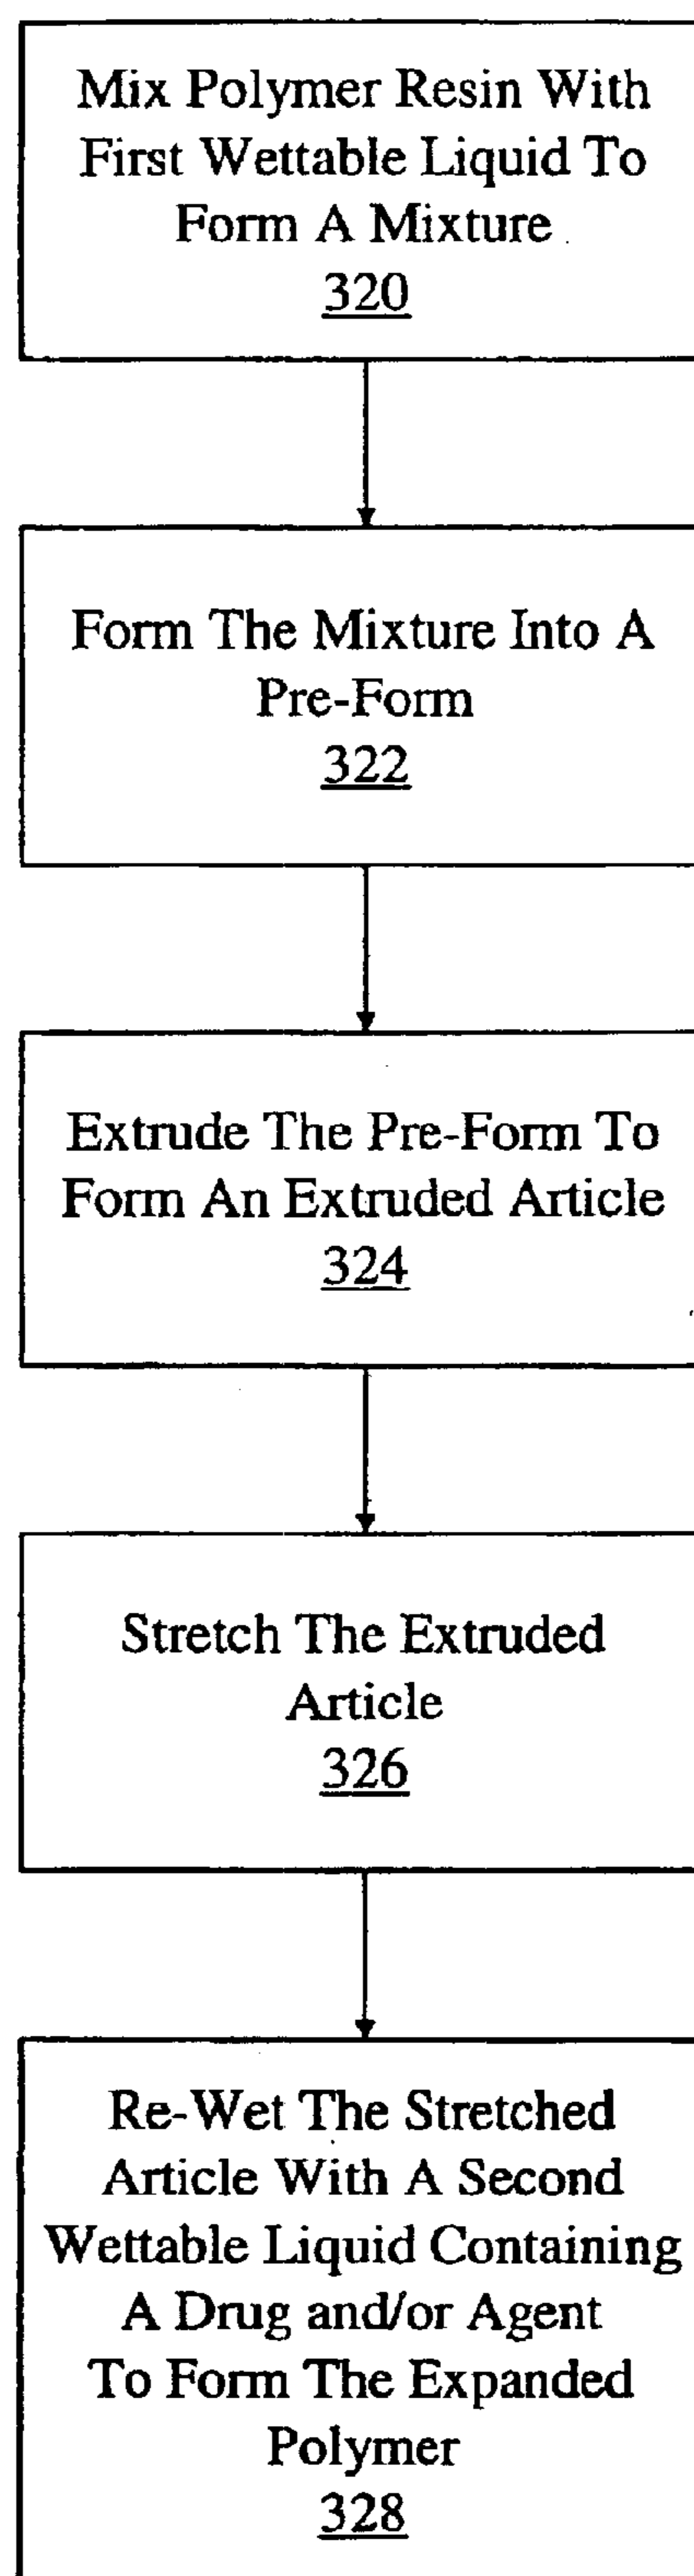 Mix Polymer Resin With
First Wettable Liquid To
Form A Mixture
320
Form The Mixture Into A
Pre-Form
322
Extrude The Pre-Form To
Form An Extruded Article
324
Stretch The Extruded
Article
326
Re-Wet The Stretched
Article With A Second
Wettable Liquid Containing
A Drug and/or Agent
To Form The Expanded
Polymer
328